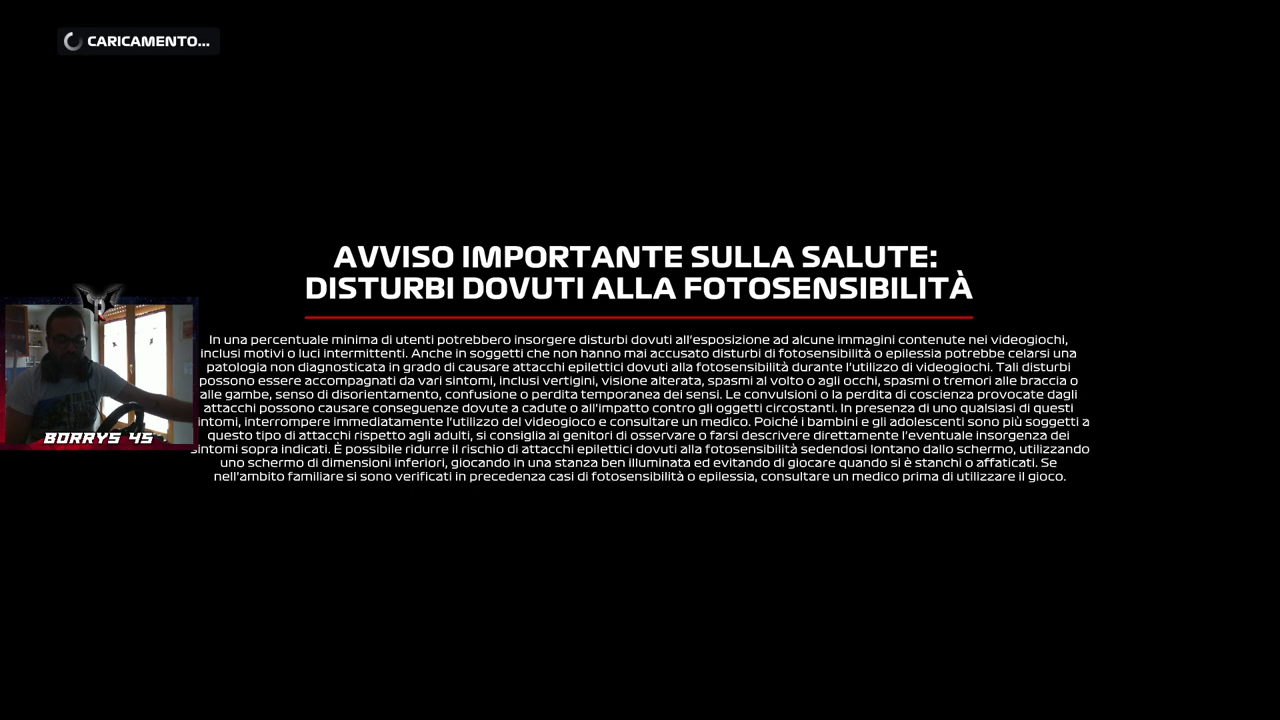 CARICAMENTO...
AVVISO IMPORTANTE SULLA SALUTE:
DISTURBI DOVUTI ALLA FOTOSENSIBILITÀ
In una percentuale minima di utenti potrebbero insorgere disturbi dovuti all'esposizione ad alcune immagini contenute nei videogiochi,
inclusi motivi o luci intermittenti. Anche in soggetti che non hanno mai accusato disturbi di fotosensibilità o epilessia potrebbe celarsi una
patologia non diagnosticata in grado di causare attacchi epilettici dovuti alla fotosensibilità durante l'utilizzo di videogiochi. Tali disturbi
possono essere accompagnati da vari sintomi, inclusi vertigini, visione alterata, spasmi al volto o agli occhi, spasmi o tremori alle braccia o
alle gambe, senso di disorientamento, confusione o perdita temporanea dei sensi. Le convulsioni o la perdita di coscienza provocate dagli
attacchi possono causare conseguenze dovute a cadute o all'impatto contro gli oggetti circostanti. In presenza di uno qualsiasi di questi
intomi, interrompere immediatamente l'utilizzo del videogioco e consultare un medico. Poiché i bambini e gli adolescenti sono più soggetti a
questo tipo di attacchi rispetto agli adulti, si consiglia ai genitori di osservare o farsi descrivere direttamente l'eventuale insorgenza dei
sintomi sopra indicati. È possibile ridurre il rischio di attacchi epilettici dovuti alla fotosensibilità sedendosi lontano dallo schermo, utilizzando
uno schermo di dimensioni inferiori, giocando in una stanza ben illuminata ed evitando di giocare quando si è stanchi o affaticati. Se
nell'ambito familiare si sono verificati in precedenza casi di fotosensibilità o epilessia, consultare un medico prima di utilizzare il gioco.
BORRYS 45